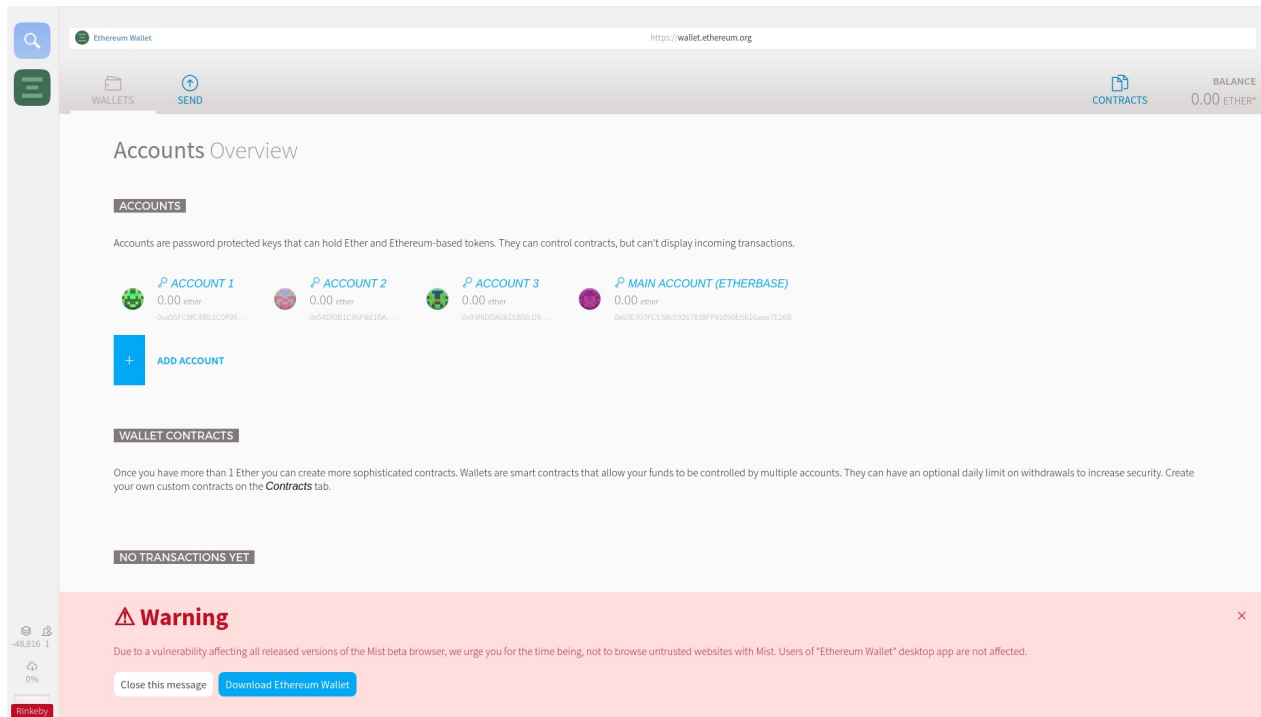 Ethereum Wallet
https://wallet.ethereum.org
WALLETS
SEND
CONTRACTS
BALANCE
0.00 ETHER*
Accounts Overview
ACCOUNTS
Accounts are password protected keys that can hold Ether and Ethereum-based tokens. They can control contracts, but can't display incoming transactions.
ACCOUNT 1
0.00 ether
0xa55FC8fC4Bb1C0F95...
ACCOUNT 2
0.00 ether
0x54Df0B1C96F8d1BA...
ACCOUNT 3
0.00 ether
0x93f6DDA0615B5fcD9...
MAIN ACCOUNT (ETHERBASE)
0.00 ether
+
ADD ACCOUNT
WALLET CONTRACTS
Once you have more than 1 Ether you can create more sophisticated contracts. Wallets are smart contracts that allow your funds to be controlled by multiple accounts. They can have an optional daily limit on withdrawals to increase security. Create
your own custom contracts on the Contracts tab.
NO TRANSACTIONS YET
Warning
Due to a vulnerability affecting all released versions of the Mist beta browser, we urge you for the time being, not to browse untrusted websites with Mist. Users of "Ethereum Wallet" desktop app are not affected.
Close this message
Download Ethereum Wallet
-48,816 1
0%
Rinkeby